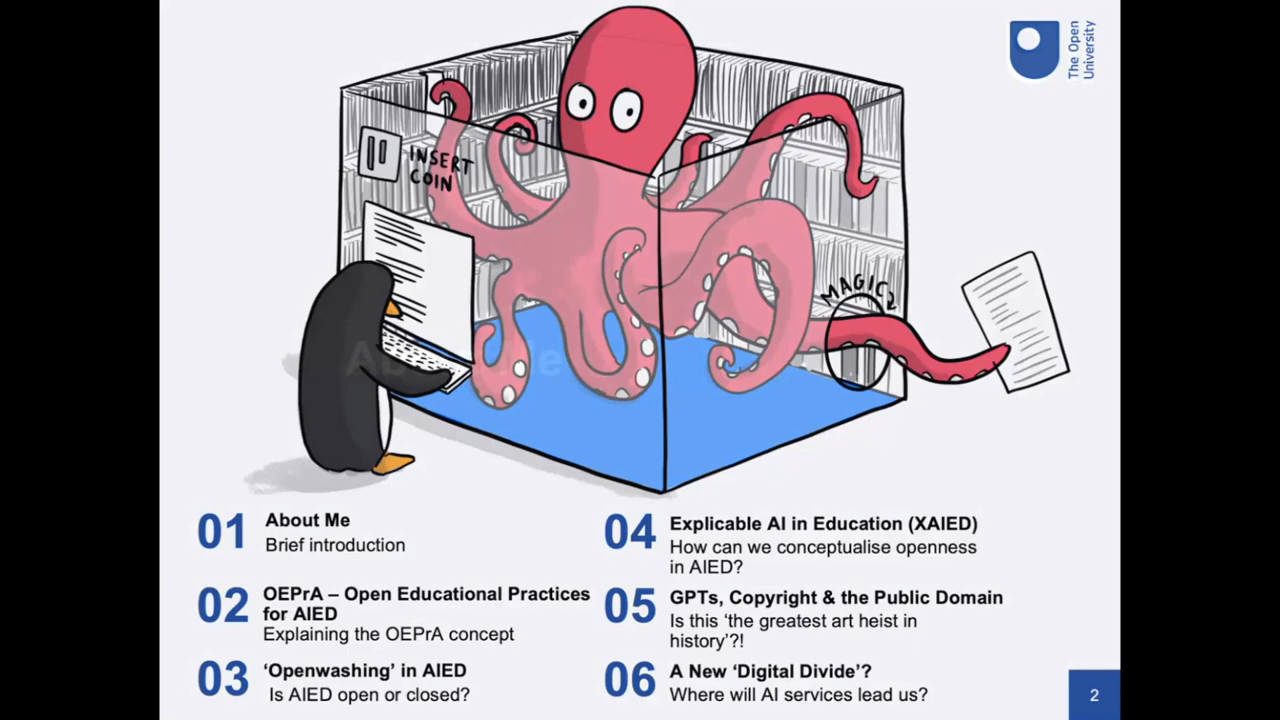 The Open
University
INSERT
COIN
MAGIC
01
About Me
Brief introduction
02
OEPrA – Open Educational Practices
for AIED
Explaining the OEPrA concept
03
‘Openwashing’ in AIED
Is AIED open or closed?
04
Explicable AI in Education (XAIED)
How can we conceptualise openness
in AIED?
05
GPTs, Copyright & the Public Domain
Is this ‘the greatest art heist in
history’?!
06
A New ‘Digital Divide’?
Where will AI services lead us?
2